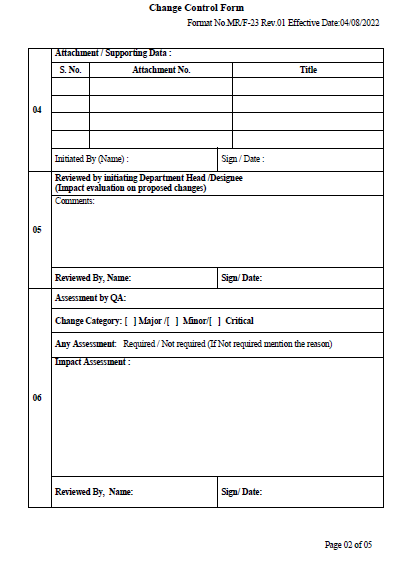 Change Control Form
Format No.MR/F-23 Rev.01 Effective Date:04/08/2022
Attachment / Supporting Data :
S. No. Attachment No. Title
04
Initiated By (Name) : Sign / Date :
Reviewed by initiating Department Head /Designee
(Impact evaluation on proposed changes)
Comments:
05
Reviewed By, Name: Sign/ Date:
Assessment by QA:
Change Category: [ ] Major /[ ] Minor/[ ] Critical
Any Assessment: Required / Not required (If Not required mention the reason)
Impact Assessment :
06
Reviewed By, Name: Sign/ Date:
Page 02 of 05